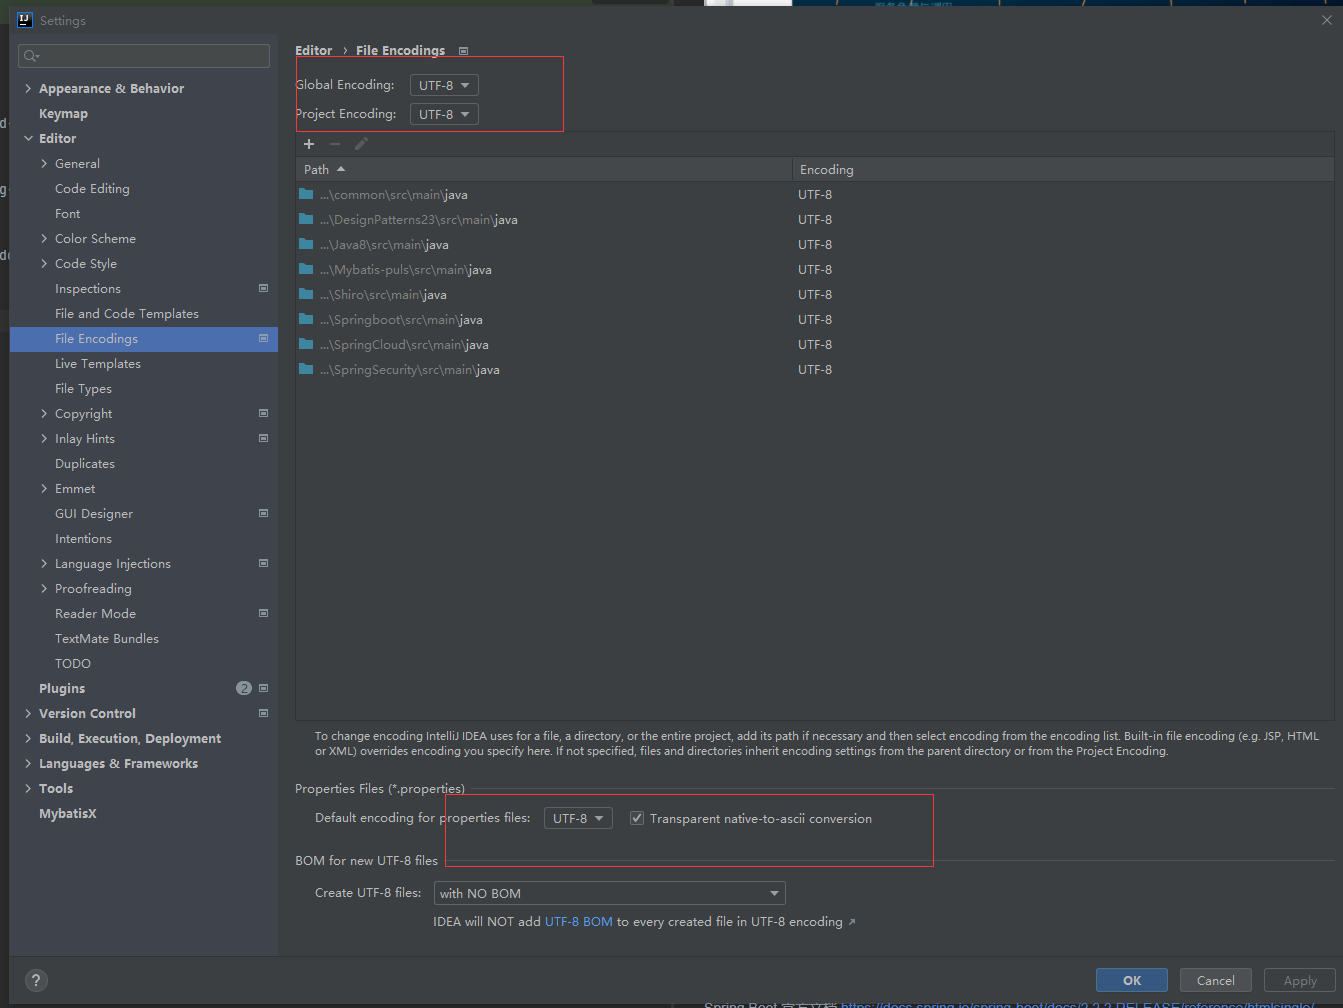 Settings
Appearance & Behavior
Keymap
Editor
General
Code Editing
Font
Color Scheme
Code Style
Inspections
File and Code Templates
File Encodings
Live Templates
File Types
Copyright
Inlay Hints
Duplicates
Emmet
GUI Designer
Intentions
Language Injections
Proofreading
Reader Mode
TextMate Bundles
TODO
Plugins 2
Version Control
Build, Execution, Deployment
Languages & Frameworks
Tools
MybatisX
Editor › File Encodings
Global Encoding: UTF-8
Project Encoding: UTF-8
Path Encoding
...\common\src\main\java UTF-8
...\DesignPatterns23\src\main\java UTF-8
...\Java8\src\main\java UTF-8
...\Mybatis-puls\src\main\java UTF-8
...\Shiro\src\main\java UTF-8
...\Springboot\src\main\java UTF-8
...\SpringCloud\src\main\java UTF-8
...\SpringSecurity\src\main\java UTF-8
To change encoding IntelliJ IDEA uses for a file, a directory, or the entire project, add its path if necessary and then select encoding from the encoding list. Built-in file encoding (e.g. JSP, HTML
or XML) overrides encoding you specify here. If not specified, files and directories inherit encoding settings from the parent directory or from the Project Encoding.
Properties Files (*.properties)
Default encoding for properties files: UTF-8 Transparent native-to-ascii conversion
BOM for new UTF-8 files
Create UTF-8 files: with NO BOM
IDEA will NOT add UTF-8 BOM to every created file in UTF-8 encoding ↗
? OK Cancel Apply